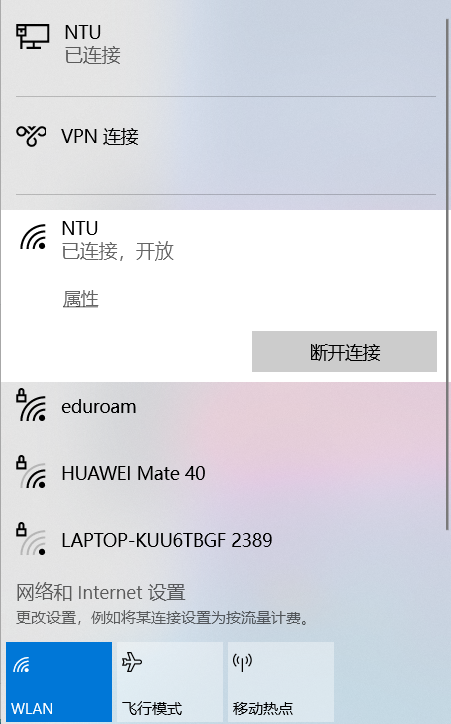 NTU
已连接
VPN 连接
NTU
已连接，开放
属性
断开连接
eduroam
HUAWEI Mate 40
LAPTOP-KUU6TBGF 2389
网络和 Internet 设置
更改设置，例如将某连接设置为按流量计费。
WLAN
飞行模式
移动热点